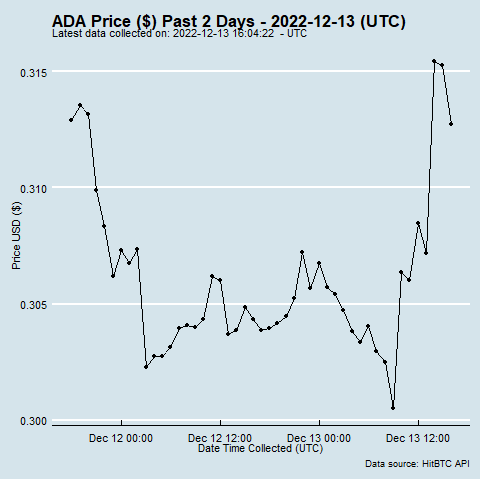 ADA Price ($) Past 2 Days - 2022-12-13 (UTC)
Latest data collected on: 2022-12-13 16:04:22 - UTC
0.315
0.310
0.305
0.300
Price USD ($)
Dec 12 00:00 Dec 12 12:00 Dec 13 00:00 Dec 13 12:00
Date Time Collected (UTC)
Data source: HitBTC API